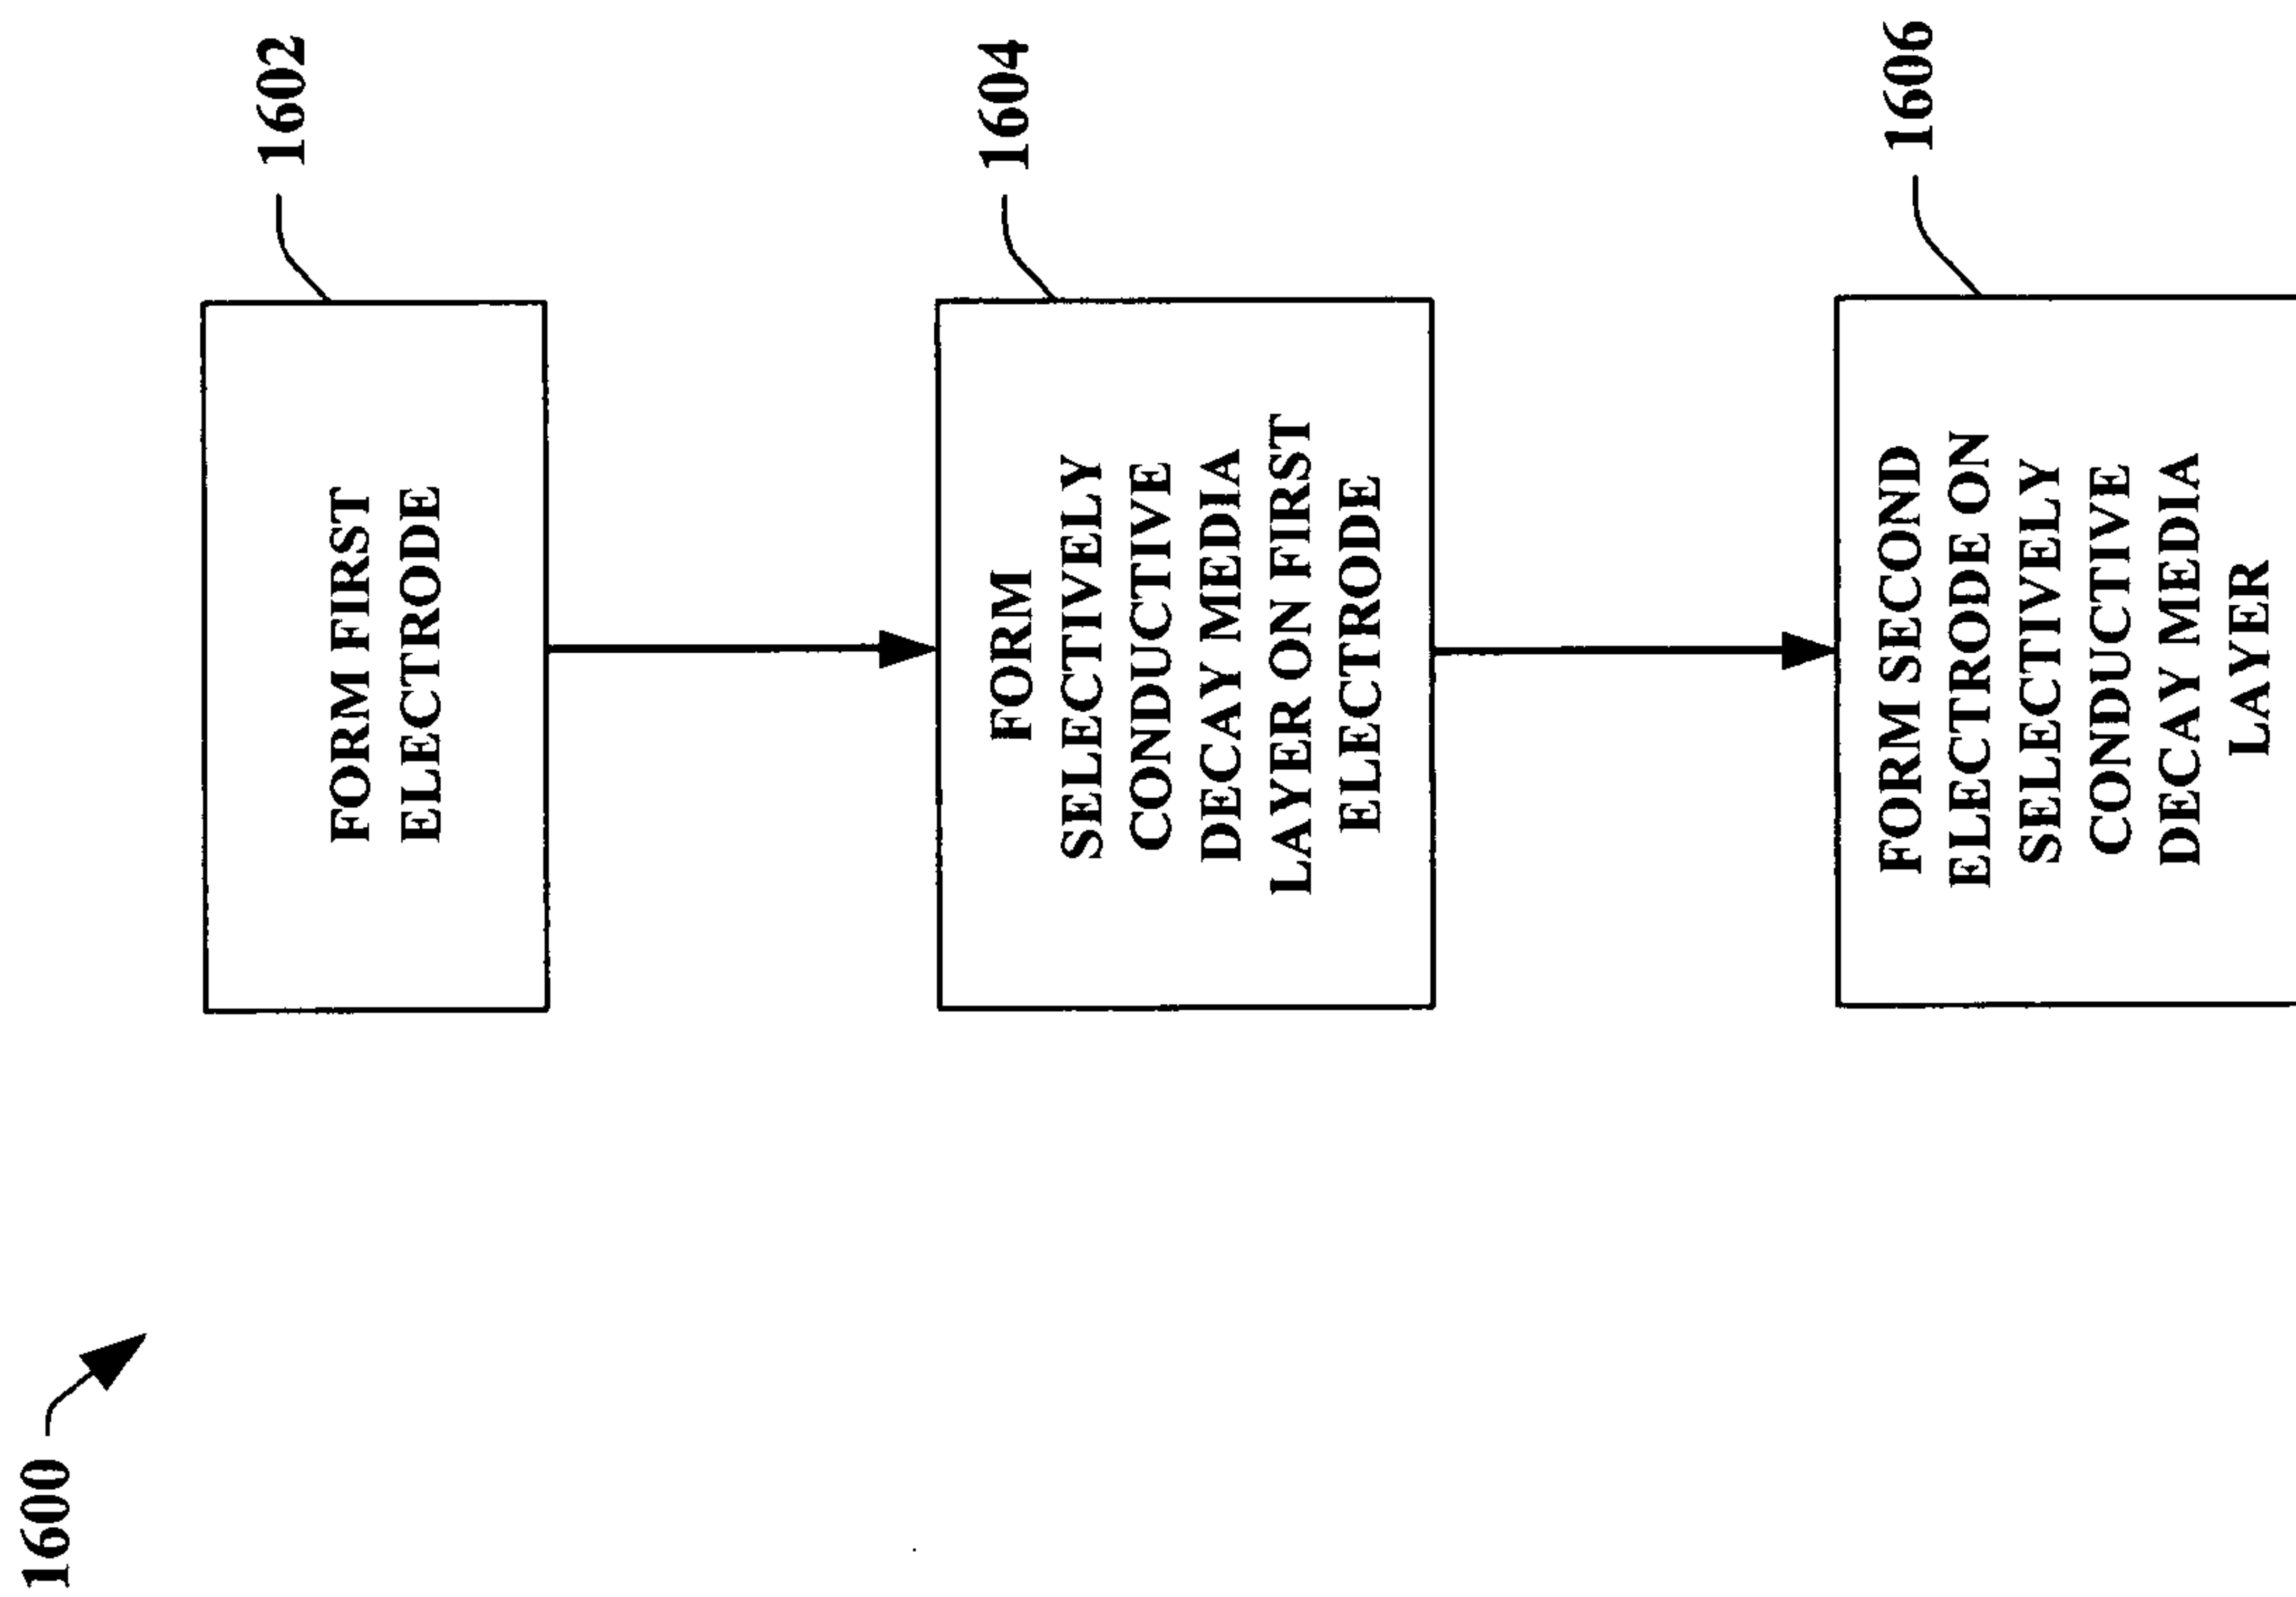 1600
1602
FORM FIRST
ELECTRODE
1604
FORM
SELECTIVELY
CONDUCTIVE
DECAY MEDIA
LAYER ON FIRST
ELECTRODE
1606
FORM SECOND
ELECTRODE ON
SELECTIVELY
CONDUCTIVE
DECAY MEDIA
LAYER